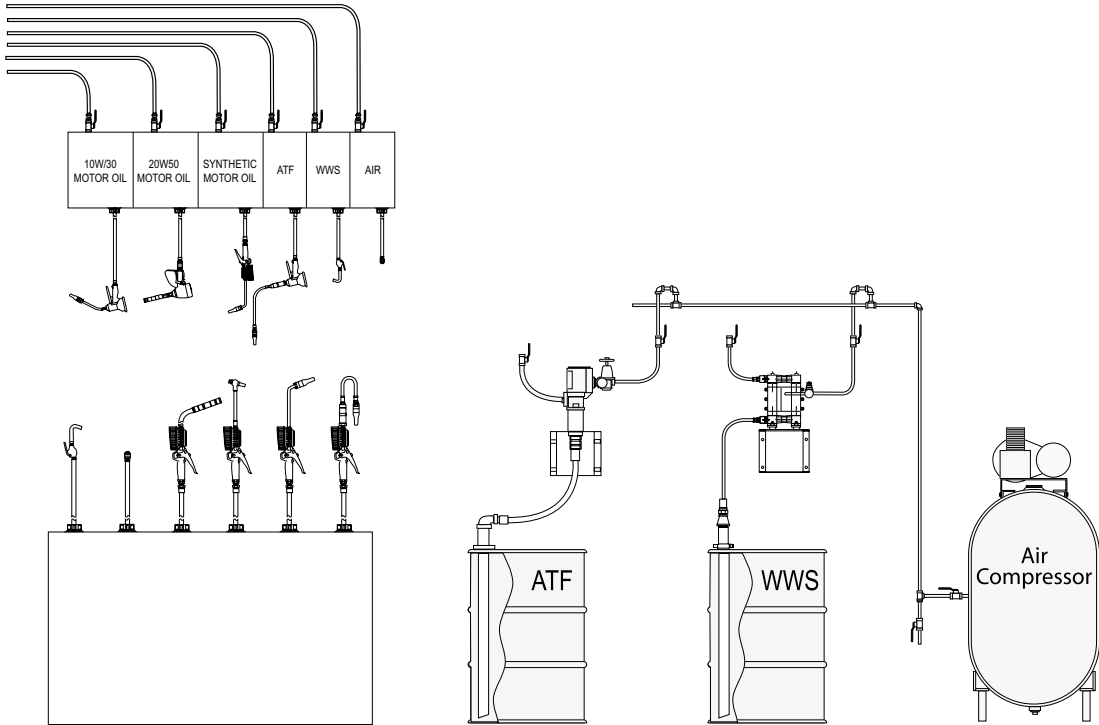 10W/30
MOTOR OIL
20W50
MOTOR OIL
SYNTHETIC
MOTOR OIL
ATF
WWS
AIR
ATF
WWS
Air
Compressor